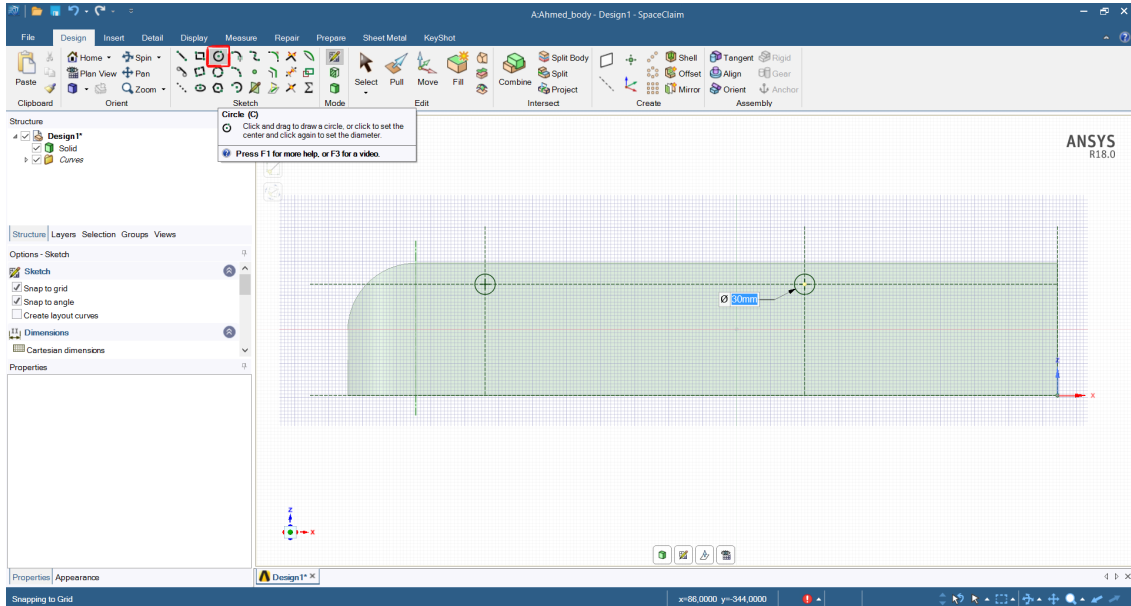 A:Ahmed_body - Design1 - SpaceClaim
File Design Insert Detail Display Measure Repair Prepare Sheet Metal KeyShot
Paste
Home Spin
Plan View Pan
Zoom
Select Pull Move Fill
Combine
Split Body
Split
Project
Shell
Offset
Mirror
Tangent Rigid
Align Gear
Orient Anchor
Clipboard Orient Sketch Mode Edit Intersect Create Assembly
Circle (C)
Click and drag to draw a circle, or click to set the
center and click again to set the diameter.
Press F1 for more help, or F3 for a video.
Structure
Design1*
Solid
Curves
Structure Layers Selection Groups Views
Options - Sketch
Sketch
Snap to grid
Snap to angle
Create layout curves
Dimensions
Cartesian dimensions
Properties
ANSYS
R18.0
Ø 30mm
z
x
z
x
Properties Appearance
Design1*
Snapping to Grid
x=86,0000 y=-344,0000